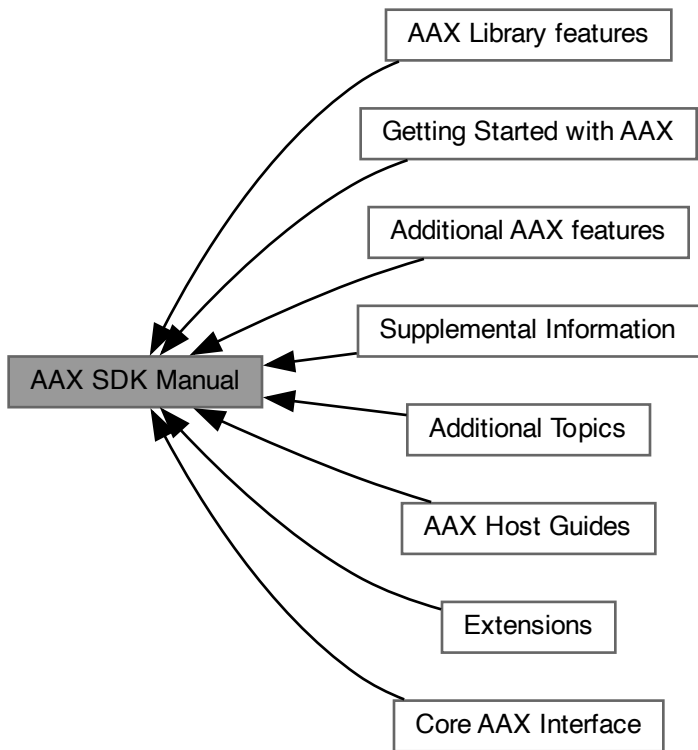 AAX Library features
Getting Started with AAX
Additional AAX features
Supplemental Information
AAX SDK Manual
Additional Topics
AAX Host Guides
Extensions
Core AAX Interface